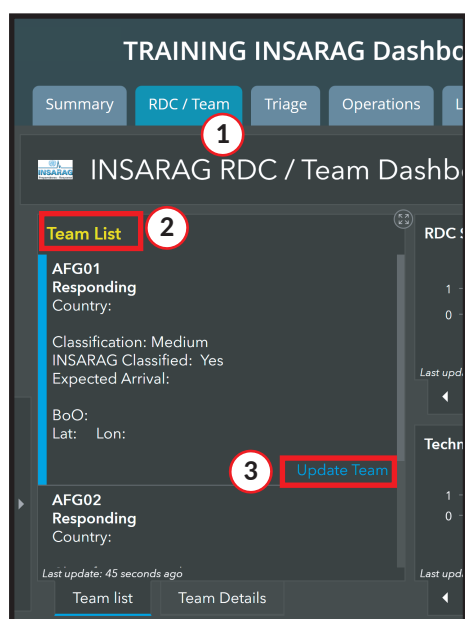 TRAINING INSARAG Dashbo
Summary
RDC / Team
Triage
Operations
L
1
INSARAG
INSARAG RDC / Team Dashb
Team List
2
AFG01
Responding
Country:
Classification: Medium
INSARAG Classified: Yes
Expected Arrival:
BoO:
Lat: Lon:
3
Update Team
AFG02
Responding
Country:
Last update: 45 seconds ago
Team list
Team Details
RDC S
1
0
Last upd
Techn
1
0
Last upd